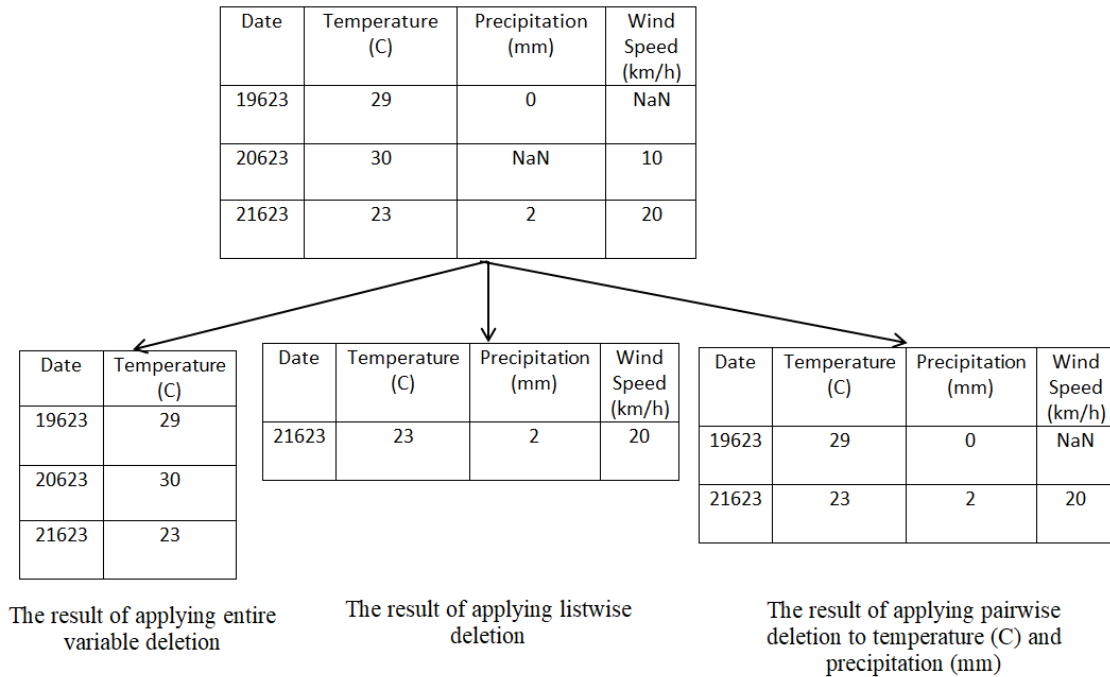 Date Temperature (C) Precipitation (mm) Wind Speed (km/h)
19623 29 0 NaN
20623 30 NaN 10
21623 23 2 20
Date Temperature (C)
19623 29
20623 30
21623 23
The result of applying entire
variable deletion
Date Temperature (C) Precipitation (mm) Wind Speed (km/h)
21623 23 2 20
The result of applying listwise
deletion
Date Temperature (C) Precipitation (mm) Wind Speed (km/h)
19623 29 0 NaN
21623 23 2 20
The result of applying pairwise
deletion to temperature (C) and
precipitation (mm)